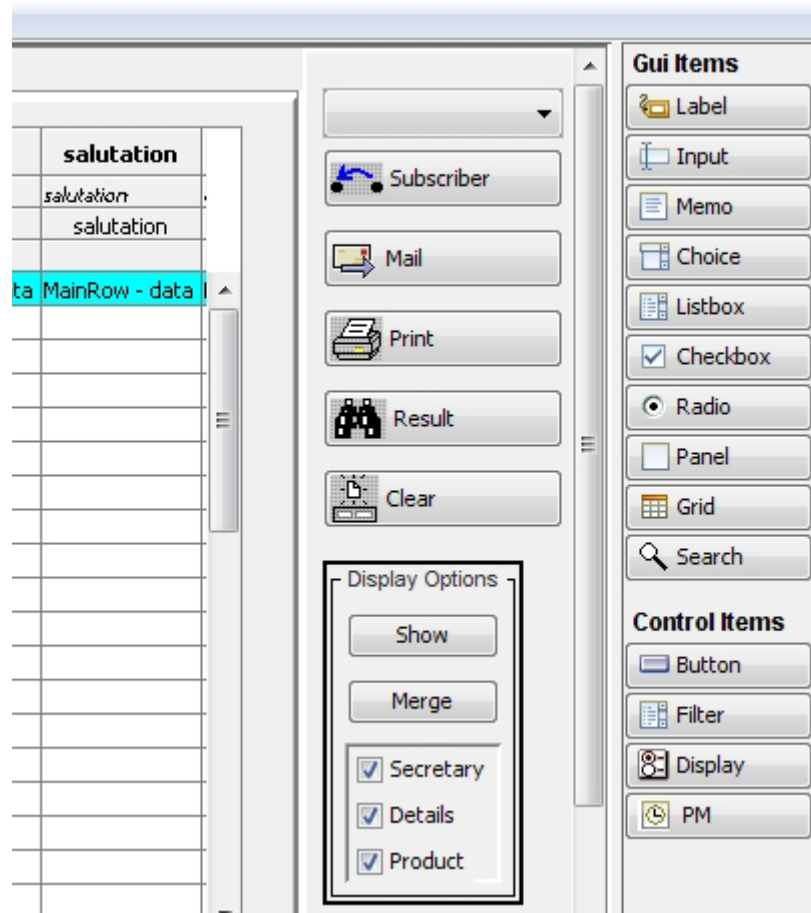 salutation
salutation
salutation
ta MainRow - data
Subscriber
Mail
Print
Result
Clear
Display Options
Show
Merge
Secretary
Details
Product
Gui Items
Label
Input
Memo
Choice
Listbox
Checkbox
Radio
Panel
Grid
Search
Control Items
Button
Filter
Display
PM